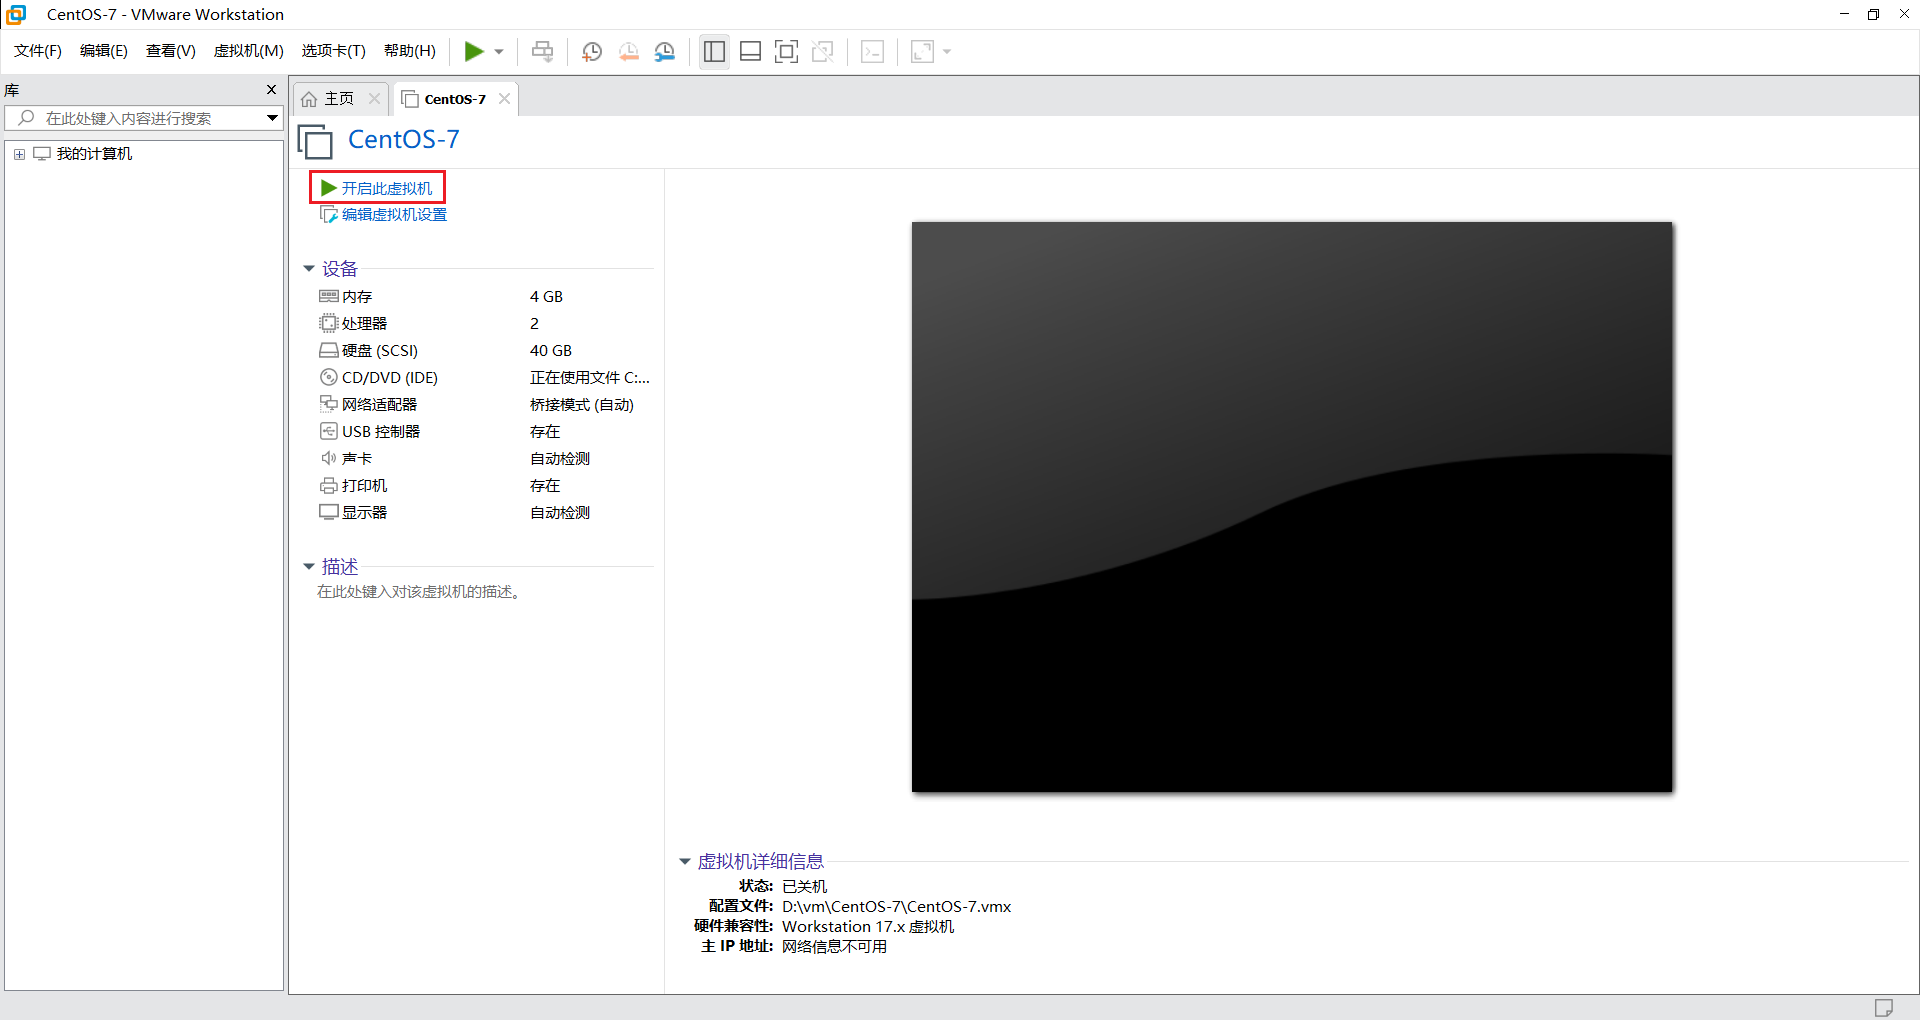 CentOS-7 - VMware Workstation
文件(F) 编辑(E) 查看(V) 虚拟机(M) 选项卡(T) 帮助(H)
库
在此处键入内容进行搜索
我的计算机
主页 CentOS-7
CentOS-7
开启此虚拟机
编辑虚拟机设置
设备
内存 4 GB
处理器 2
硬盘 (SCSI) 40 GB
CD/DVD (IDE) 正在使用文件 C:...
网络适配器 桥接模式 (自动)
USB 控制器 存在
声卡 自动检测
打印机 存在
显示器 自动检测
描述
在此处键入对该虚拟机的描述。
虚拟机详细信息
状态: 已关机
配置文件: D:\vm\CentOS-7\CentOS-7.vmx
硬件兼容性: Workstation 17.x 虚拟机
主 IP 地址: 网络信息不可用